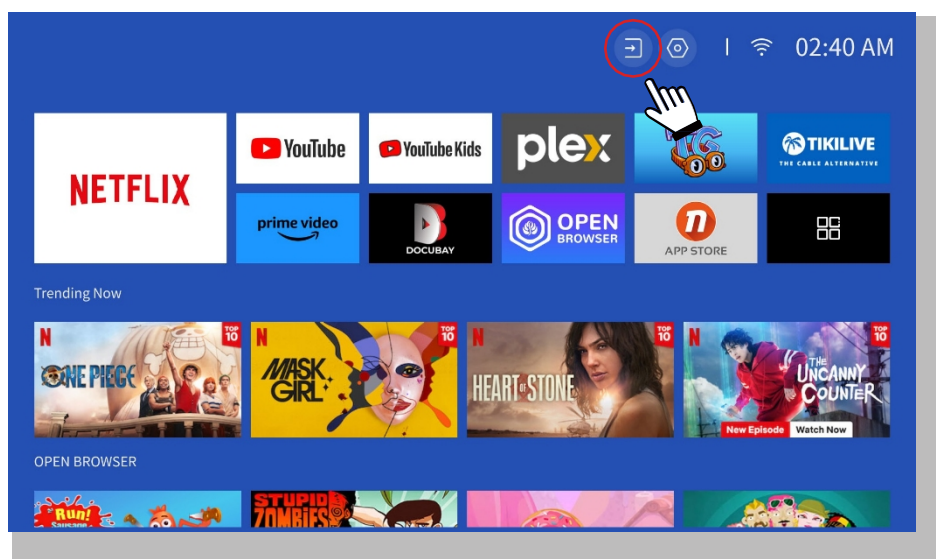 02:40 AM
NETFLIX
YouTube
YouTube Kids
plex
TG
TIKILIVE
THE CABLE ALTERNATIVE
prime video
DOCUBAY
OPEN
BROWSER
n
APP STORE
Trending Now
N
TOP
10
ONE PIECE
N
TOP
10
MASK
GIRL
N
TOP
10
HEART OF STONE
N
TOP
10
THE
UNCANNY
COUNTER
New Episode
Watch Now
OPEN BROWSER
Run!
Sausage
STUPID
ZOMBIES